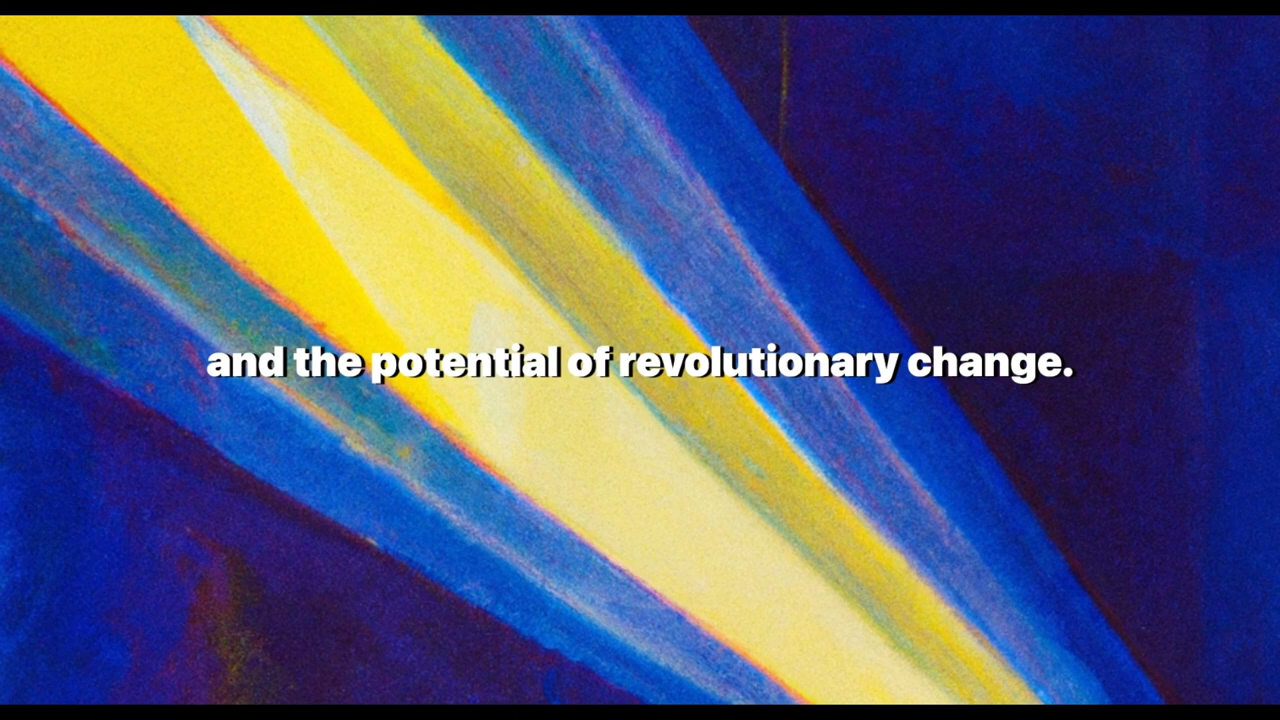 and the potential of revolutionary change.